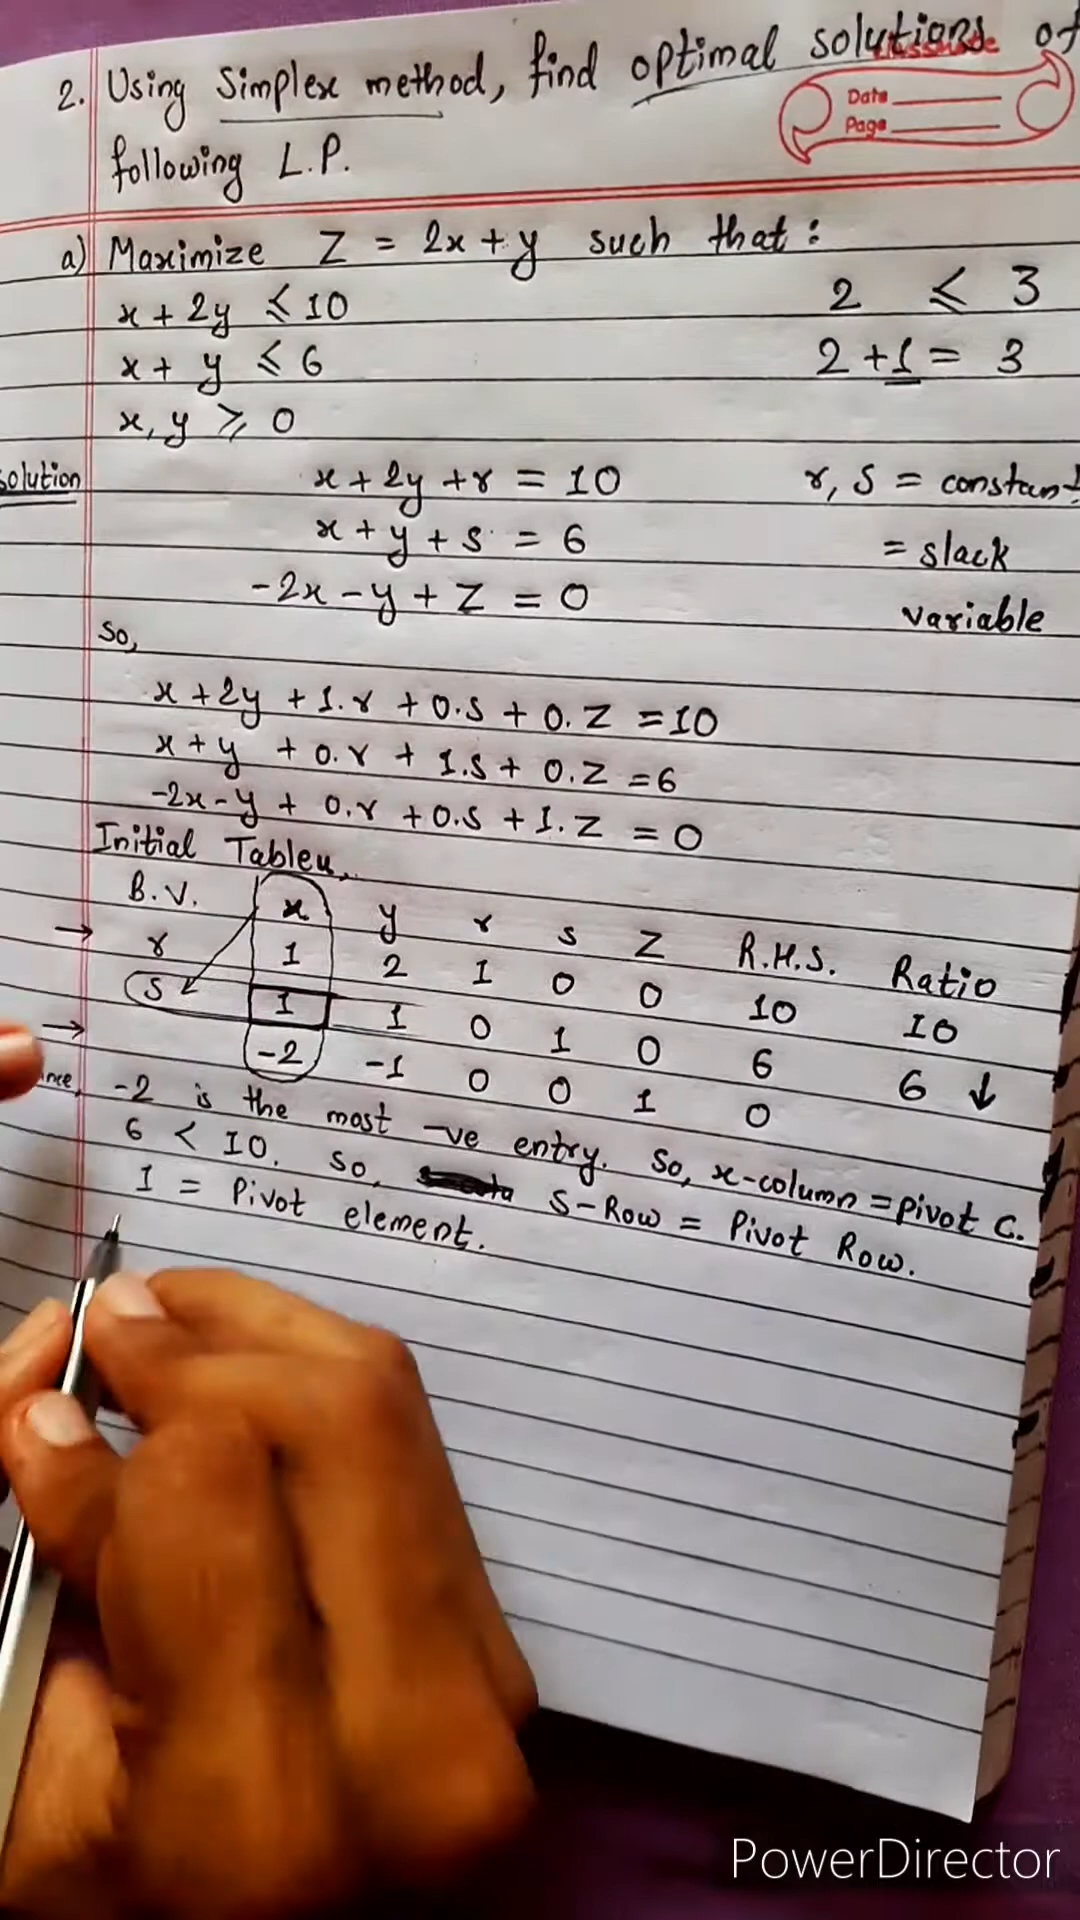 2. Using Simplex method, find optimal solutions of
Date
Page
following L.P.
a) Maximize Z = 2x + y such that :
x + 2y ≤ 10
2 ≤ 3
x + y ≤ 6
2 + 1 = 3
x, y ≥ 0
solution
x + 2y + r = 10
r, s = constant
x + y + s = 6
= slack
-2x - y + Z = 0
variable
So,
x + 2y + 1.r + 0.s + 0.Z = 10
x + y + 0.r + 1.s + 0.Z = 6
-2x - y + 0.r + 0.s + 1.Z = 0
Initial Tableu,
B.V. x y r s Z R.H.S. Ratio
→ r 1 2 1 0 0 10 10
s 1 1 0 1 0 6 6 ↓
→ -2 -1 0 0 1 0
-2 is the most -ve entry. So, x-column = pivot C.
6 < 10. So, S-Row = Pivot Row.
1 = Pivot element.
PowerDirector